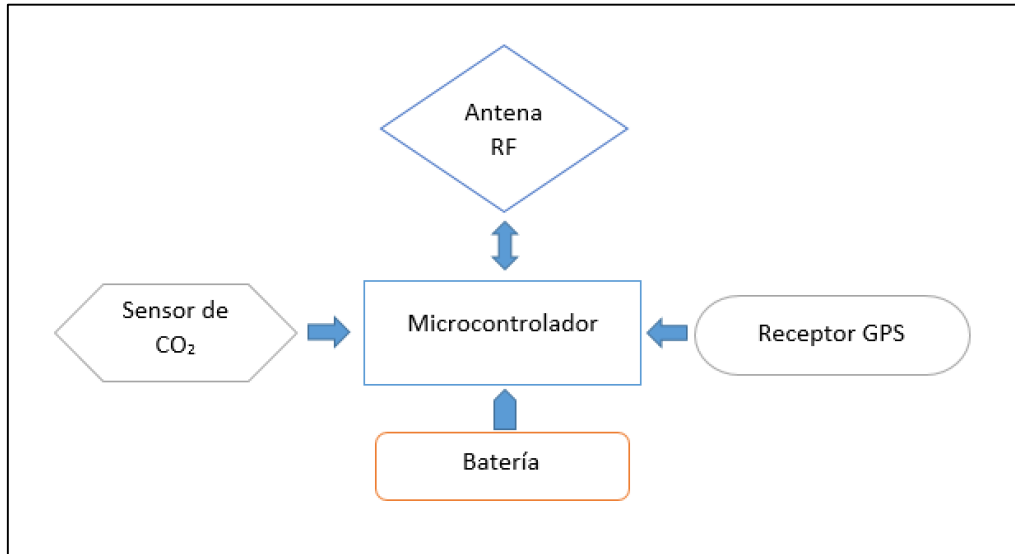 Antena
RF
Sensor de
CO₂
Microcontrolador
Receptor GPS
Batería